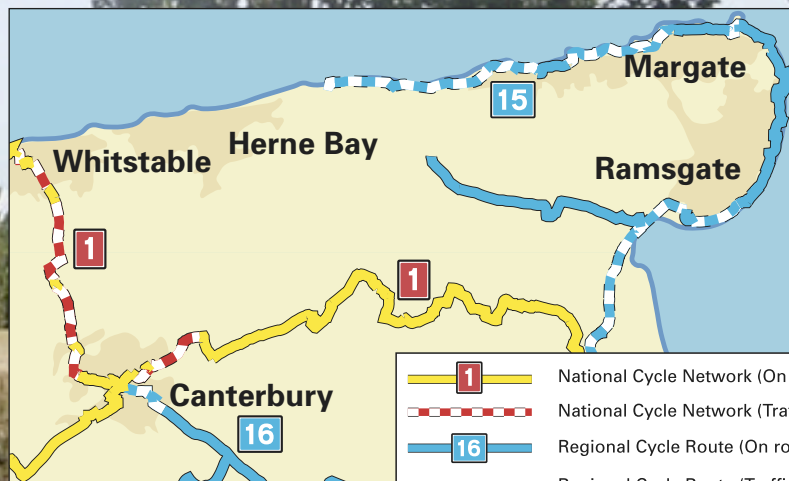 Margate
15
Herne Bay
Whitstable
Ramsgate
1
1
Canterbury
16
1 National Cycle Network (On
National Cycle Network (Tra
16 Regional Cycle Route (On ro